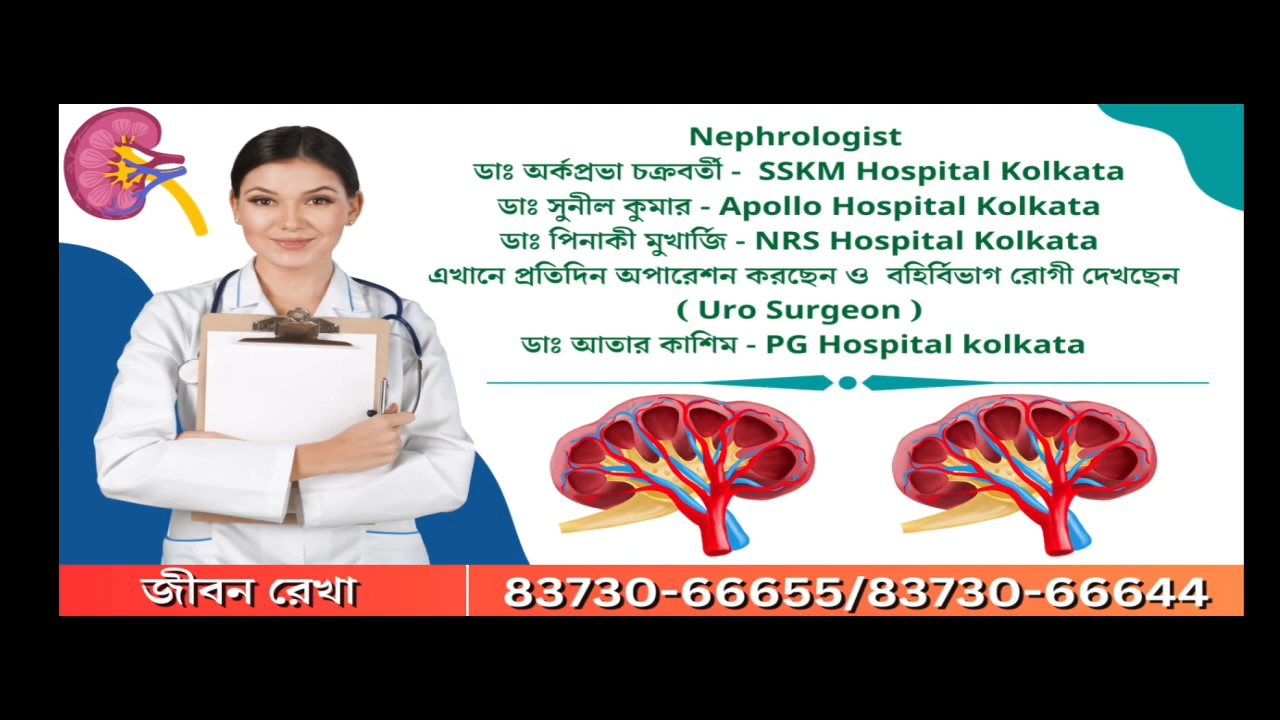 Nephrologist
ডাঃ অর্কপ্রভা চক্রবর্তী - SSKM Hospital Kolkata
ডাঃ সুনীল কুমার - Apollo Hospital Kolkata
ডাঃ পিনাকী মুখার্জি - NRS Hospital Kolkata
এখানে প্রতিদিন অপারেশন করছেন ও বহির্বিভাগ রোগী দেখছেন
( Uro Surgeon )
ডাঃ আতার কাশিম - PG Hospital kolkata
জীবন রেখা
83730-66655/83730-66644